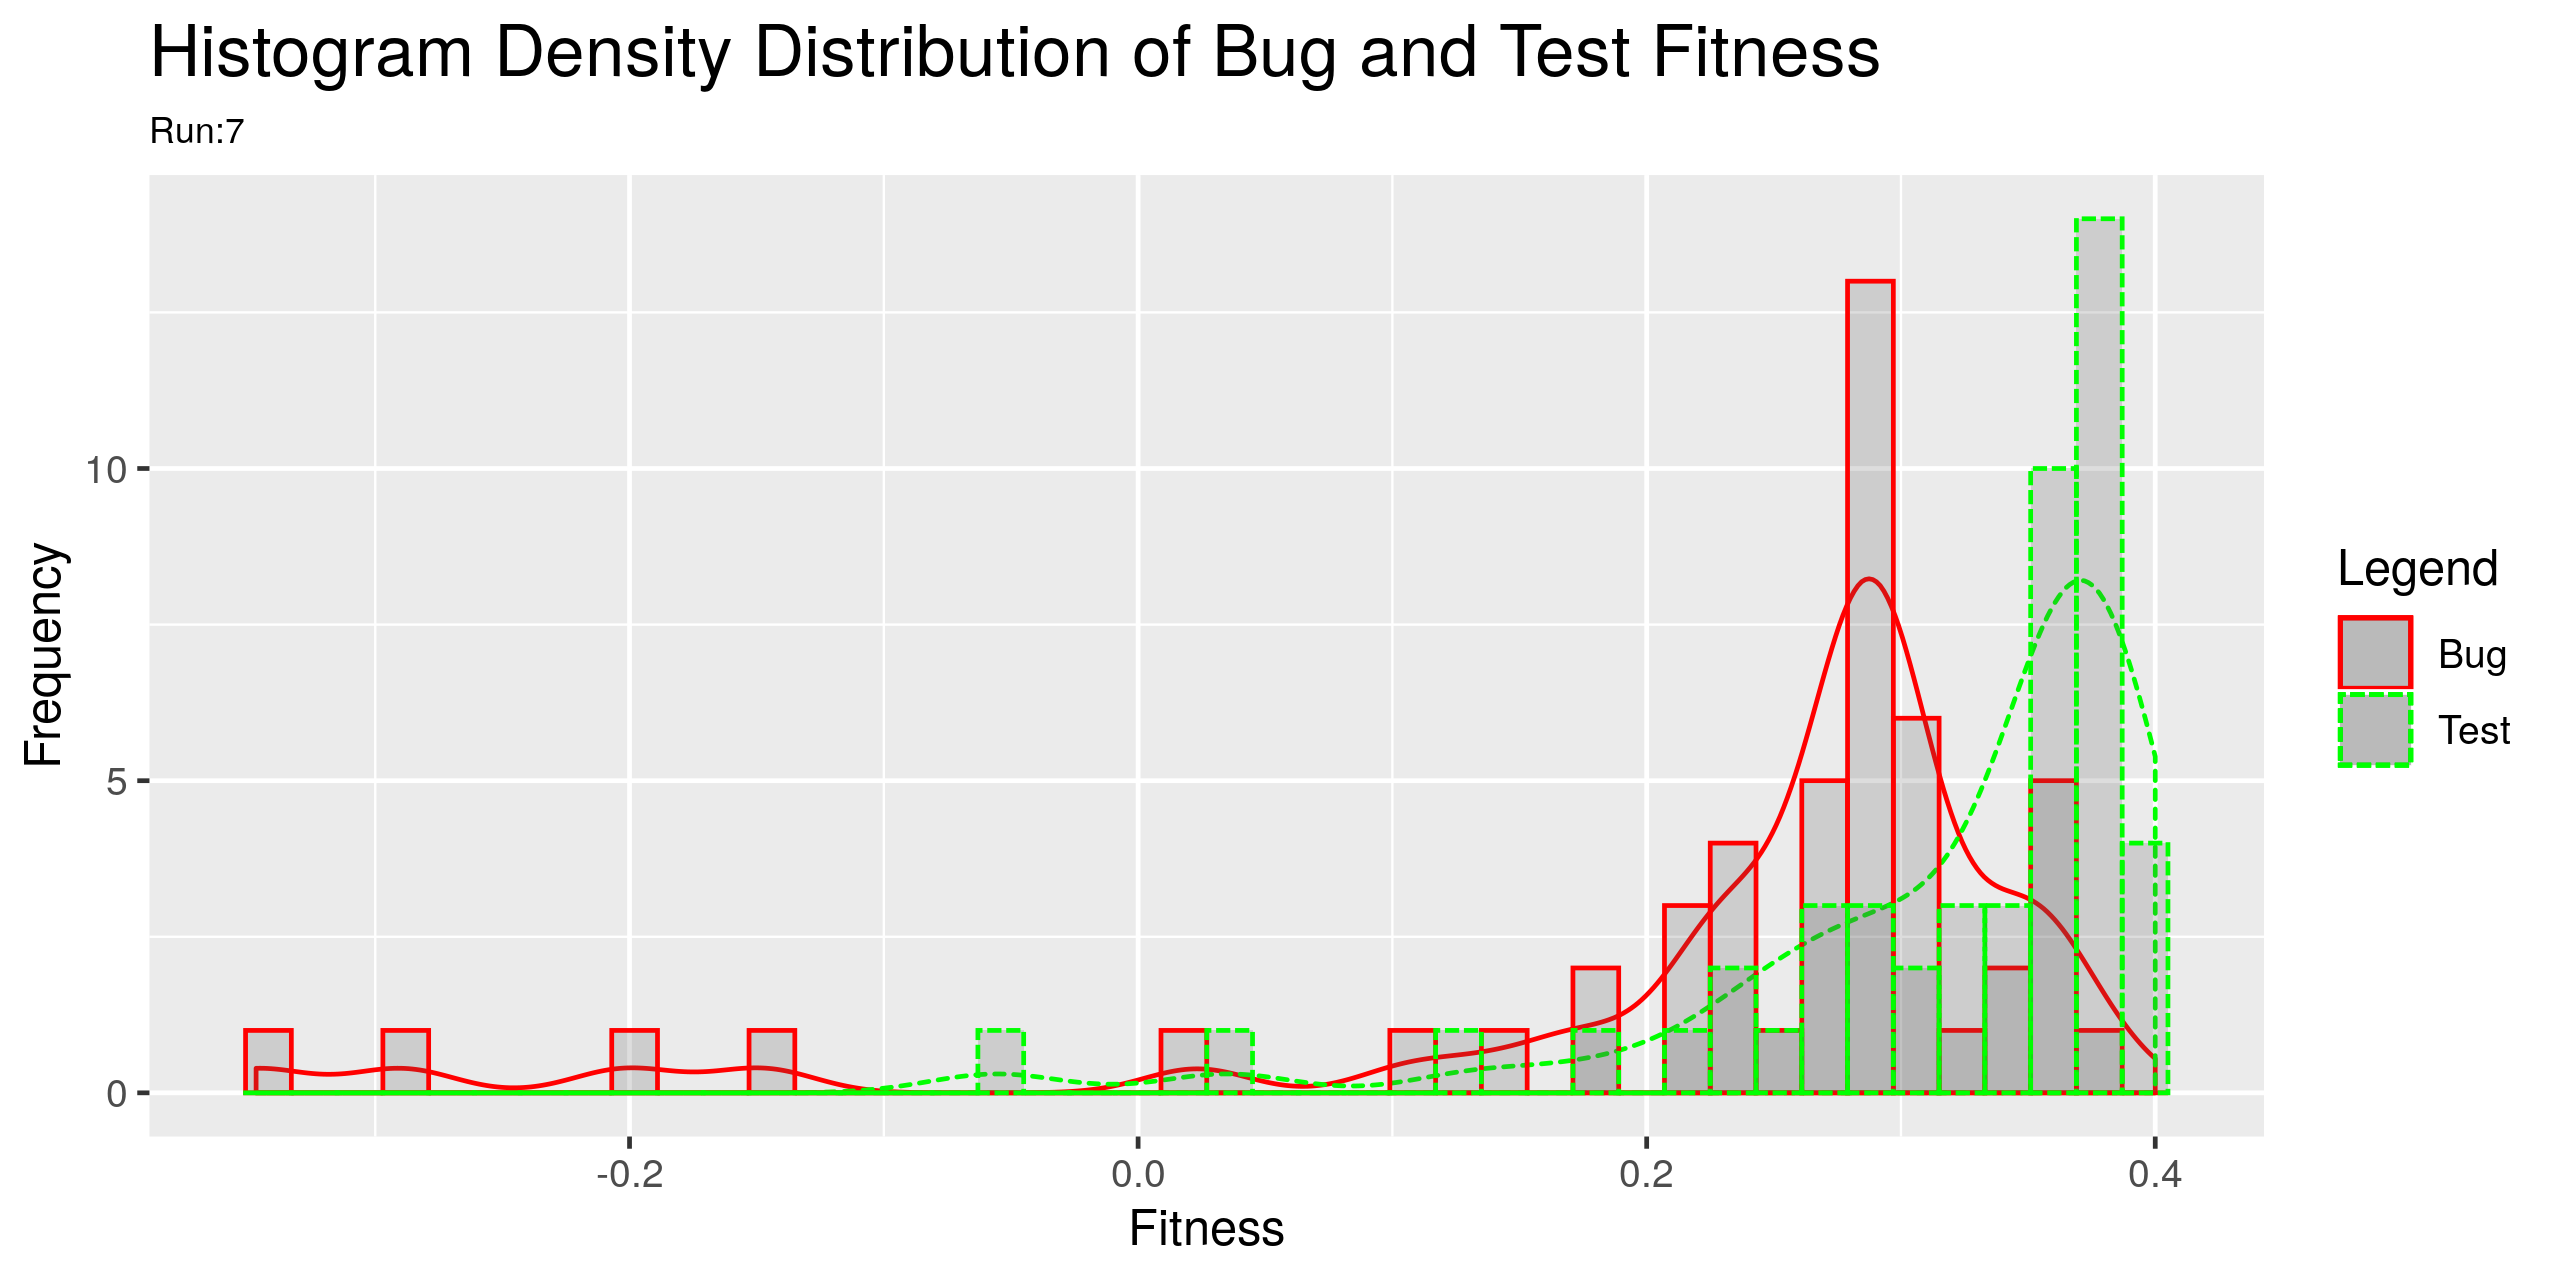 Histogram Density Distribution of Bug and Test Fitness
Run:7
Frequency
10
5
0
-0.2
0.0
0.2
0.4
Fitness
Legend
Bug
Test